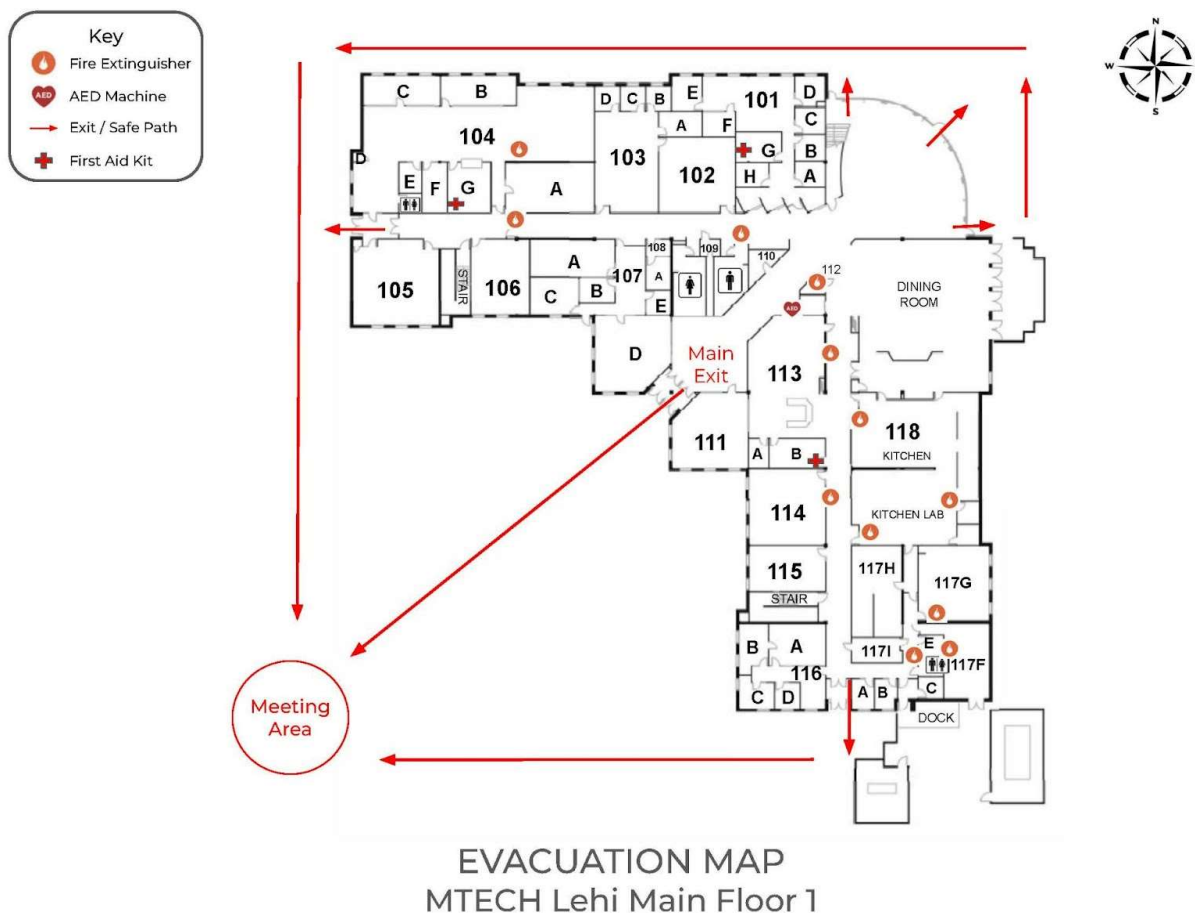 Key
Fire Extinguisher
AED
AED Machine
Exit / Safe Path
First Aid Kit
N
W
E
S
C
B
D
C
B
E
101
D
104
A
F
C
103
G
B
D
102
H
A
E
F
G
A
105
STAIR
106
A
C
B
107
108
A
E
109
110
112
DINING
ROOM
AED
D
Main
Exit
113
111
A
B
118
KITCHEN
114
KITCHEN LAB
115
117H
117G
STAIR
B
A
116
C
D
117I
E
117F
A
B
C
DOCK
Meeting
Area
EVACUATION MAP
MTECH Lehi Main Floor 1